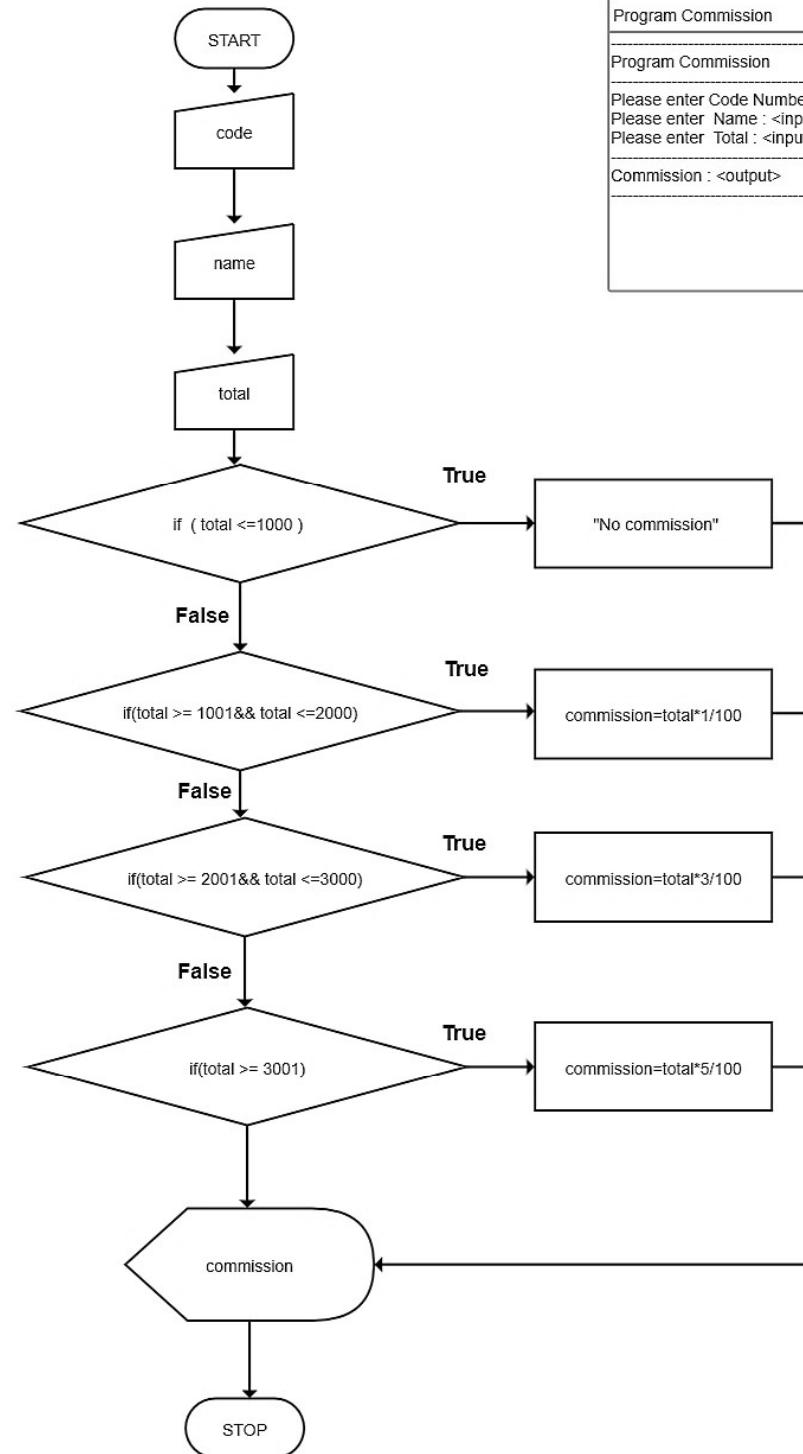 Program Commission
Program Commission
Please enter Code
Please enter Name :
Please enter Total :
Commission : <output>
START
code
name
total
if ( total <=1000 )
True
"No commission"
False
if(total >= 1001&& total <=2000)
True
commission=total*1/100
False
if(total >= 2001&& total <=3000)
True
commission=total*3/100
False
if(total >= 3001)
True
commission=total*5/100
commission
STOP